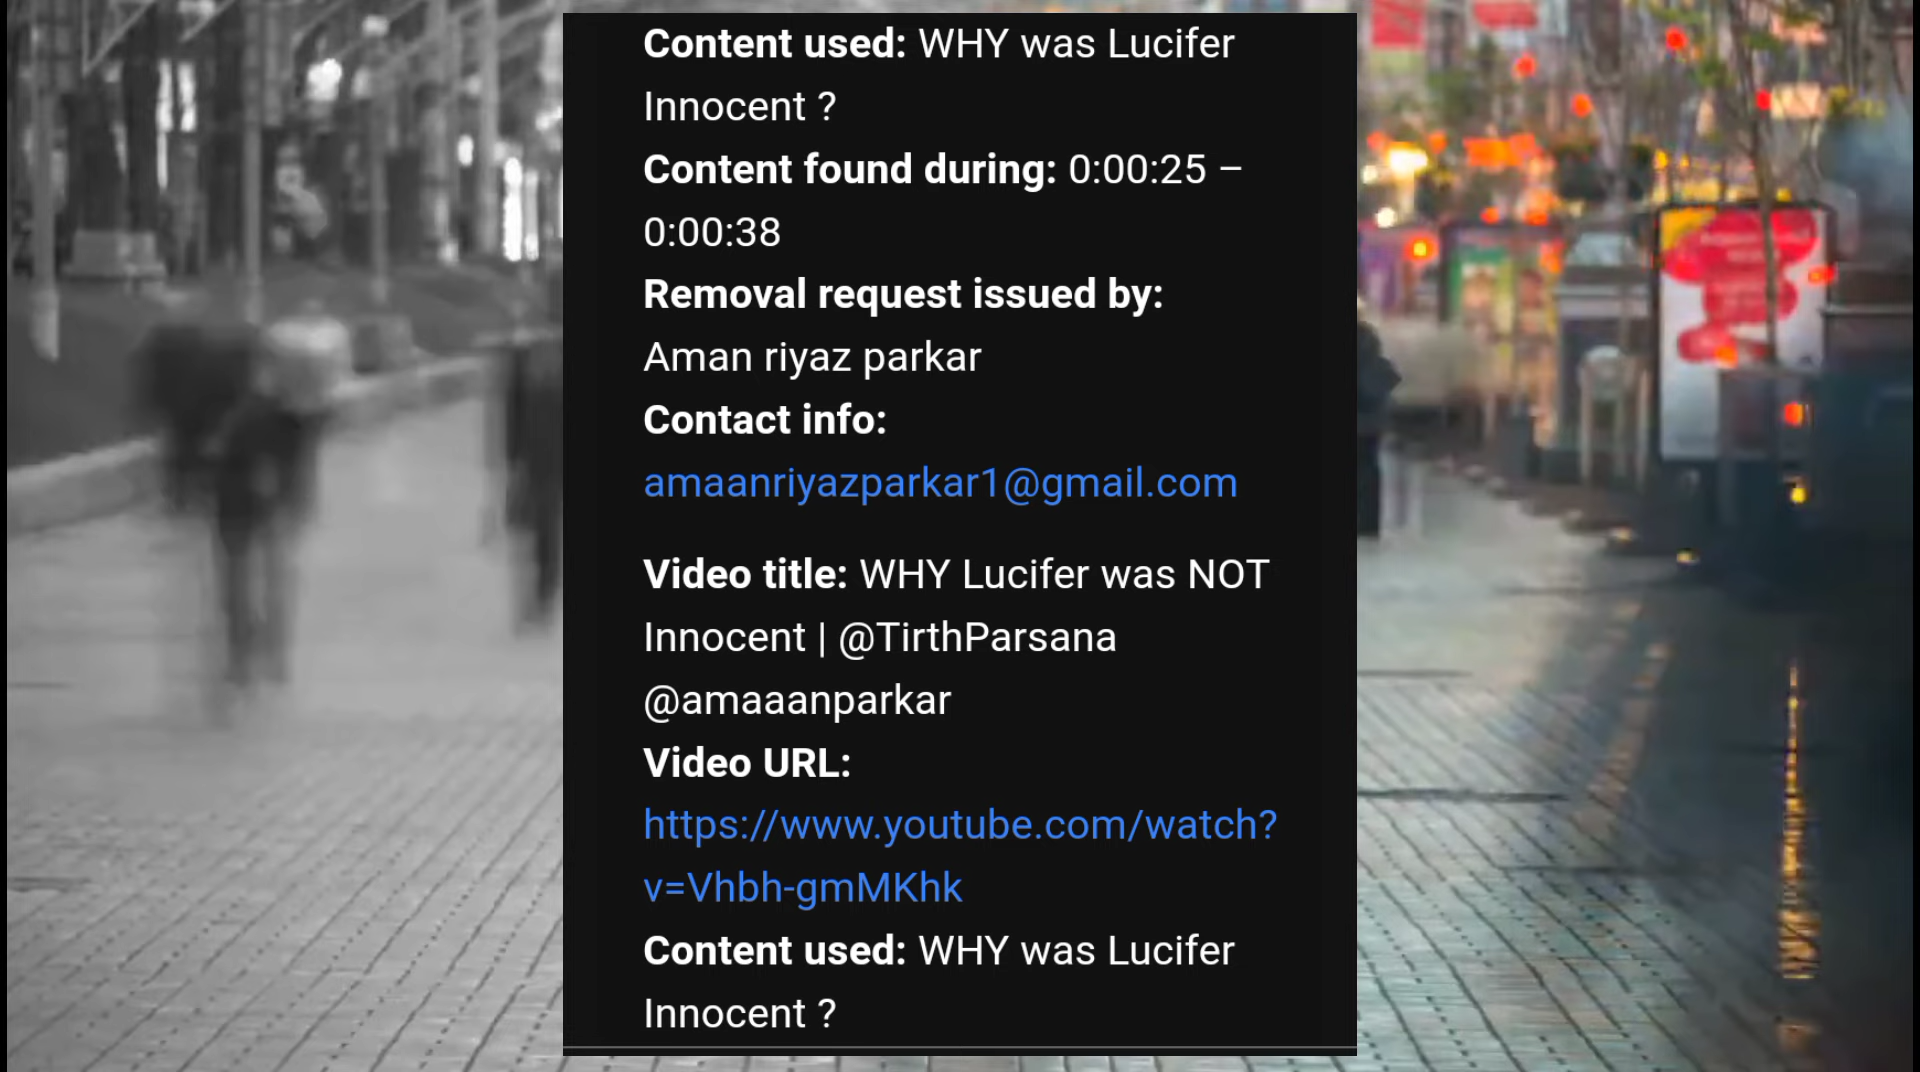 Content used: WHY was Lucifer
Innocent ?
Content found during: 0:00:25 –
0:00:38
Removal request issued by:
Aman riyaz parkar
Contact info:
amaanriyazparkar1@gmail.com
Video title: WHY Lucifer was NOT
Innocent | @TirthParsana
@amaaanparkar
Video URL:
https://www.youtube.com/watch?
v=Vhbh-gmMKhk
Content used: WHY was Lucifer
Innocent ?